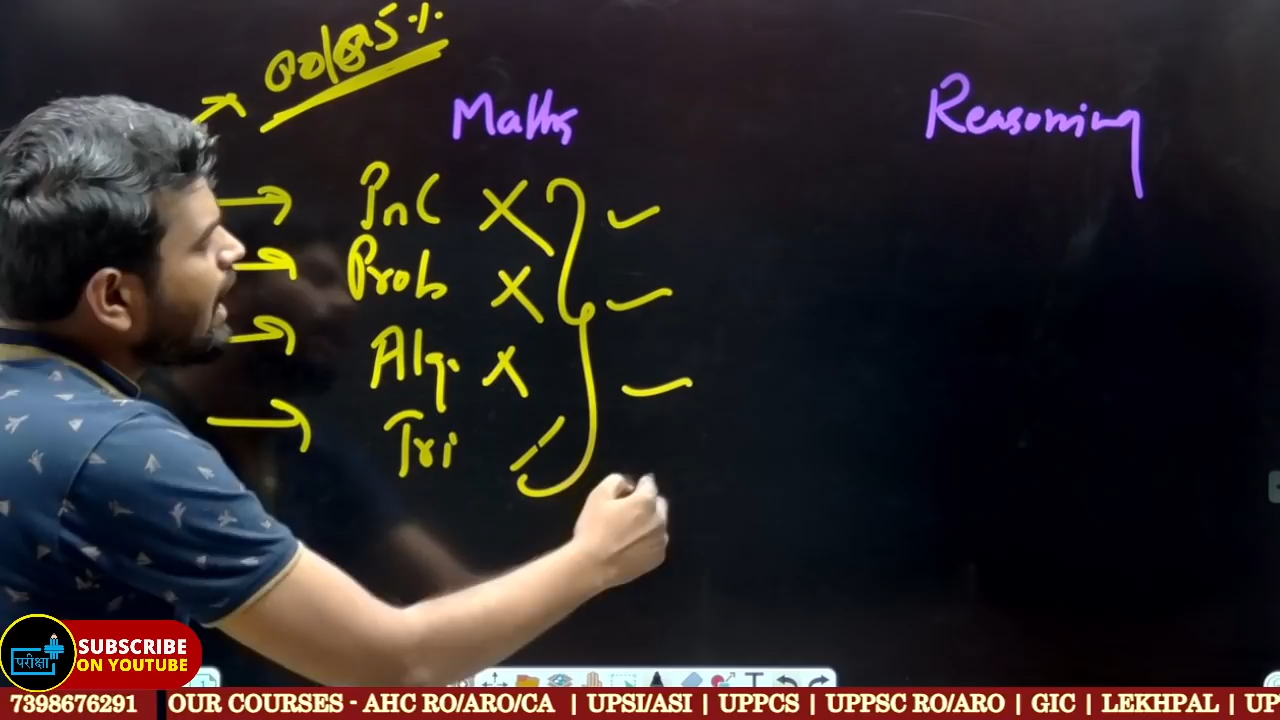 5%
Maths
Reasoning
PnC
Prob
Alg.
Tri
परीक्षा
SUBSCRIBE
ON YOUTUBE
7398676291
OUR COURSES - AHC RO/ARO/CA | UPSI/ASI | UPPCS | UPPSC RO/ARO | GIC | LEKHPAL | UP